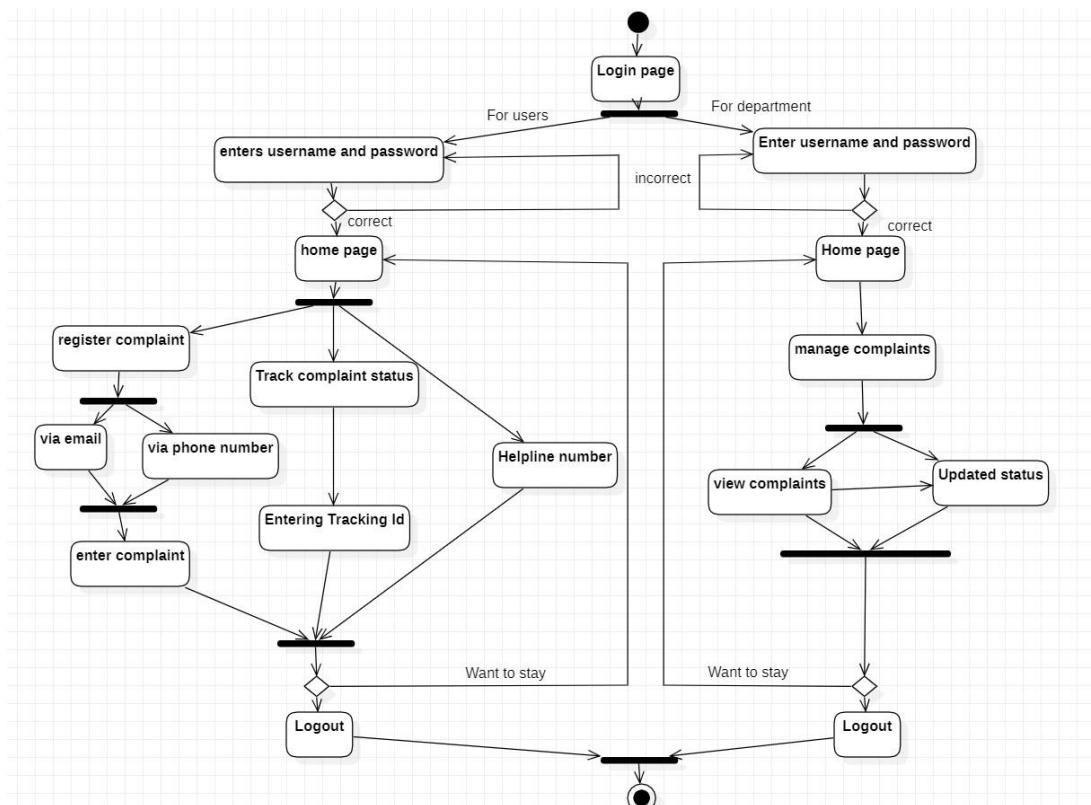 Login page
For users
For department
enters username and password
Enter username and password
incorrect
correct
correct
home page
Home page
register complaint
Track complaint status
manage complaints
via email
via phone number
Helpline number
view complaints
Updated status
Entering Tracking Id
enter complaint
Want to stay
Want to stay
Logout
Logout